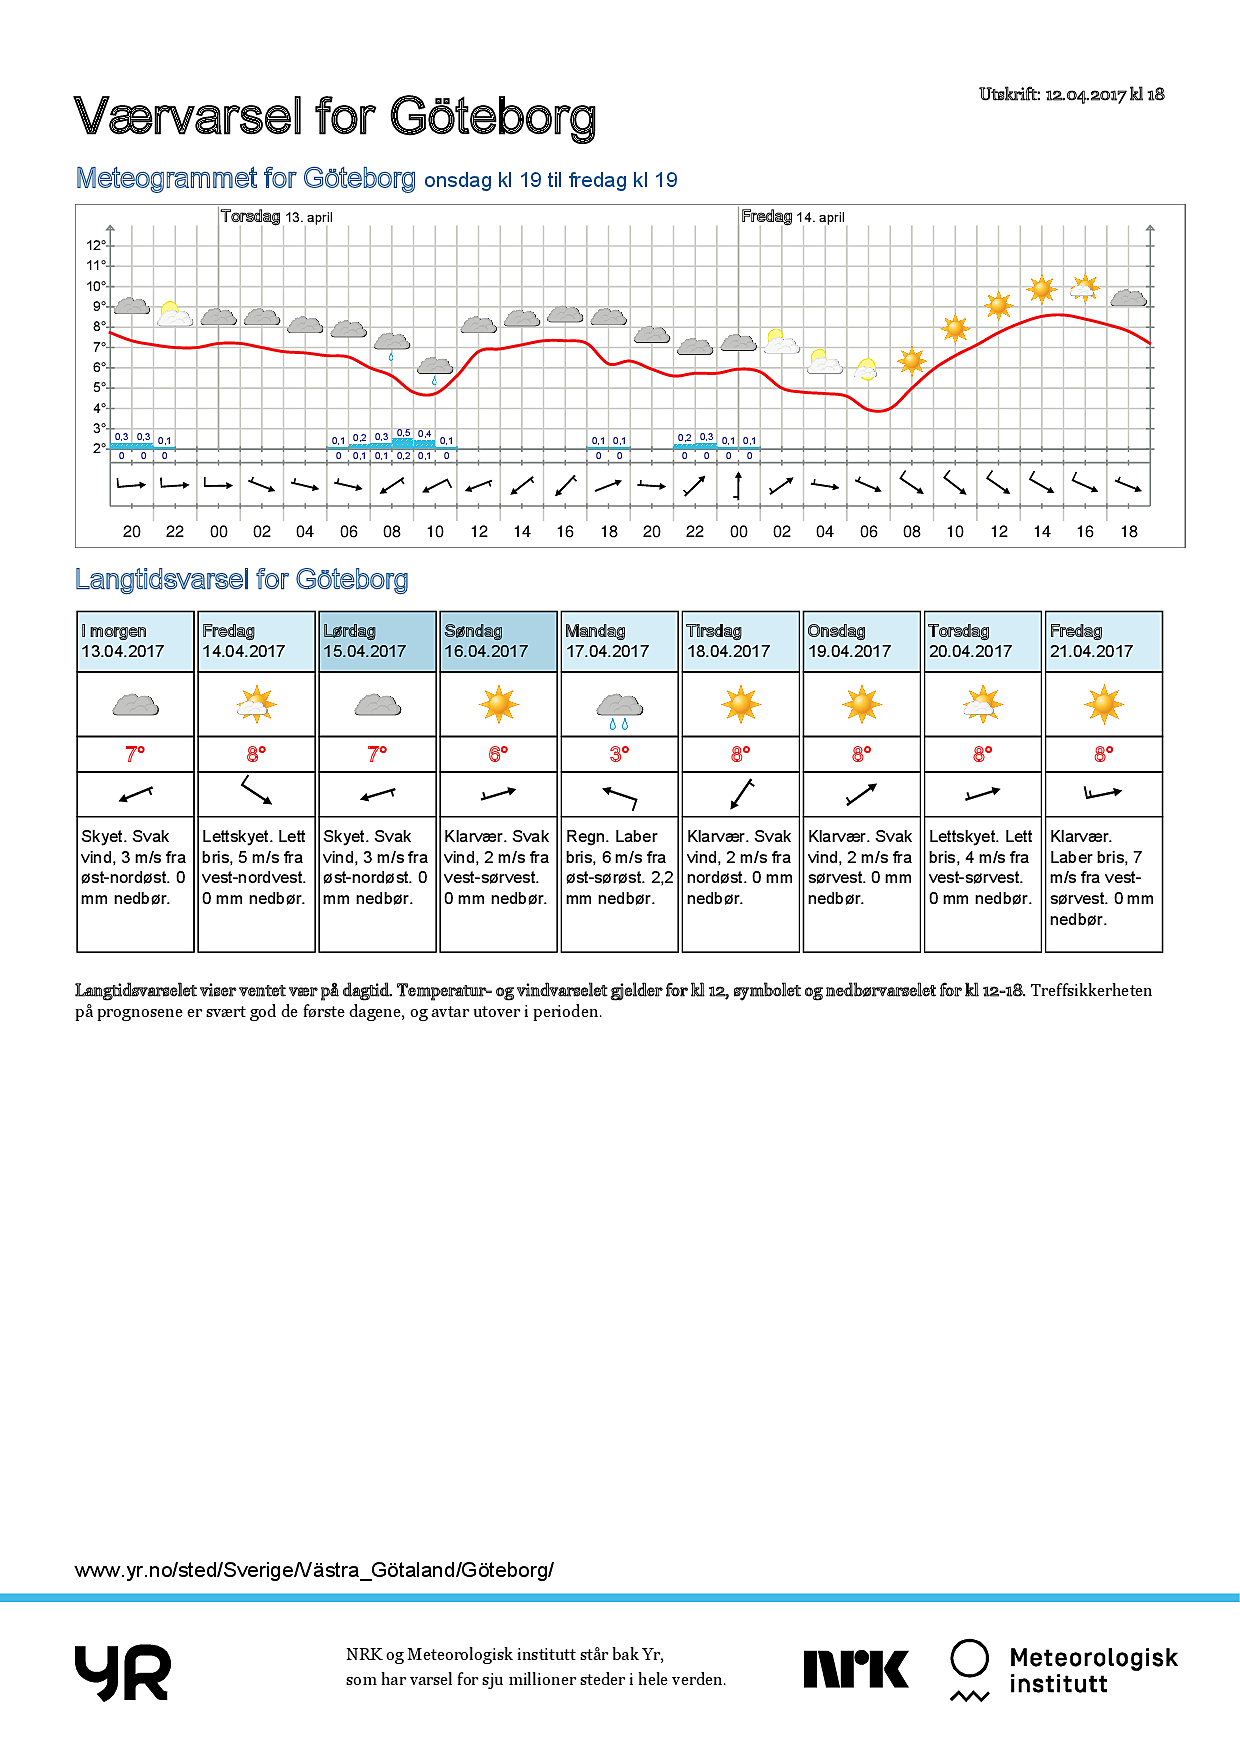 Værvarsel for Göteborg
Utskrift: 12.04.2017 kl 18
Meteogrammet for Göteborg onsdag kl 19 til fredag kl 19
Torsdag 13. april
Fredag 14. april
12°
11°
10°
9°
8°
7°
6°
5°
4°
3°
2°
0,3 0,3 0,1 0,1 0,2 0,3 0,5 0,4 0,1 0,1 0,1 0,2 0,3 0,1 0,1
0 0 0 0 0,1 0,1 0,2 0,1 0 0 0 0 0 0 0
20 22 00 02 04 06 08 10 12 14 16 18 20 22 00 02 04 06 08 10 12 14 16 18
Langtidsvarsel for Göteborg
I morgen Fredag Lørdag Søndag Mandag Tirsdag Onsdag Torsdag Fredag
13.04.2017 14.04.2017 15.04.2017 16.04.2017 17.04.2017 18.04.2017 19.04.2017 20.04.2017 21.04.2017
7° 8° 7° 6° 3° 8° 8° 8° 8°
Skyet. Svak
vind, 3 m/s fra
øst-nordøst. 0
mm nedbør.
Lettskyet. Lett
bris, 5 m/s fra
vest-nordvest.
0 mm nedbør.
Skyet. Svak
vind, 3 m/s fra
øst-nordøst. 0
mm nedbør.
Klarvær. Svak
vind, 2 m/s fra
vest-sørvest.
0 mm nedbør.
Regn. Laber
bris, 6 m/s fra
øst-sørøst. 2,2
mm nedbør.
Klarvær. Svak
vind, 2 m/s fra
nordøst. 0 mm
nedbør.
Klarvær. Svak
vind, 2 m/s fra
sørvest. 0 mm
nedbør.
Lettskyet. Lett
bris, 4 m/s fra
vest-sørvest.
0 mm nedbør.
Klarvær.
Laber bris, 7
m/s fra vest-
sørvest. 0 mm
nedbør.
Langtidsvarselet viser ventet vær på dagtid. Temperatur- og vindvarselet gjelder for kl 12, symbolet og nedbørvarselet for kl 12-18. Treffsikkerheten
på prognosene er svært god de første dagene, og avtar utover i perioden.
www.yr.no/sted/Sverige/Västra_Götaland/Göteborg/
YR
NRK og Meteorologisk institutt står bak Yr,
som har varsel for sju millioner steder i hele verden.
NRK
Meteorologisk
institutt